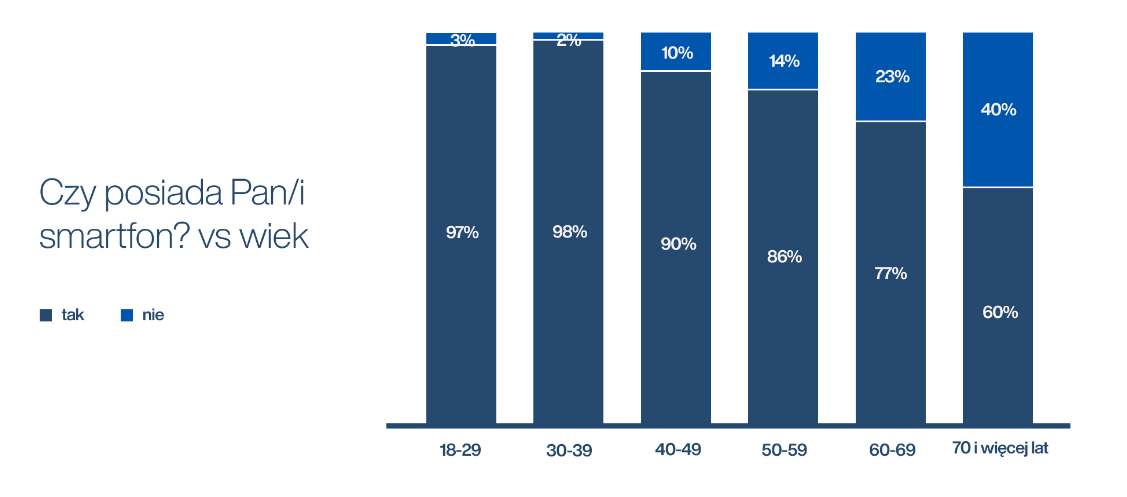 Czy posiada Pan/i
smartfon? vs wiek
tak nie
3% 2% 10% 14% 23% 40%
97% 98% 90% 86% 77% 60%
18-29 30-39 40-49 50-59 60-69 70 i więcej lat